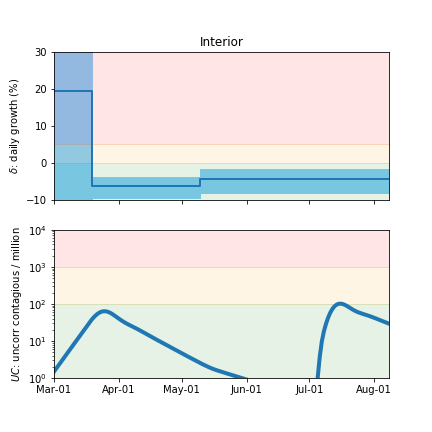 Interior
δ: daily growth (%)
30
20
10
0
−10
UC: uncorr contagious / million
10⁴
10³
10²
10¹
10⁰
Mar-01 Apr-01 May-01 Jun-01 Jul-01 Aug-01